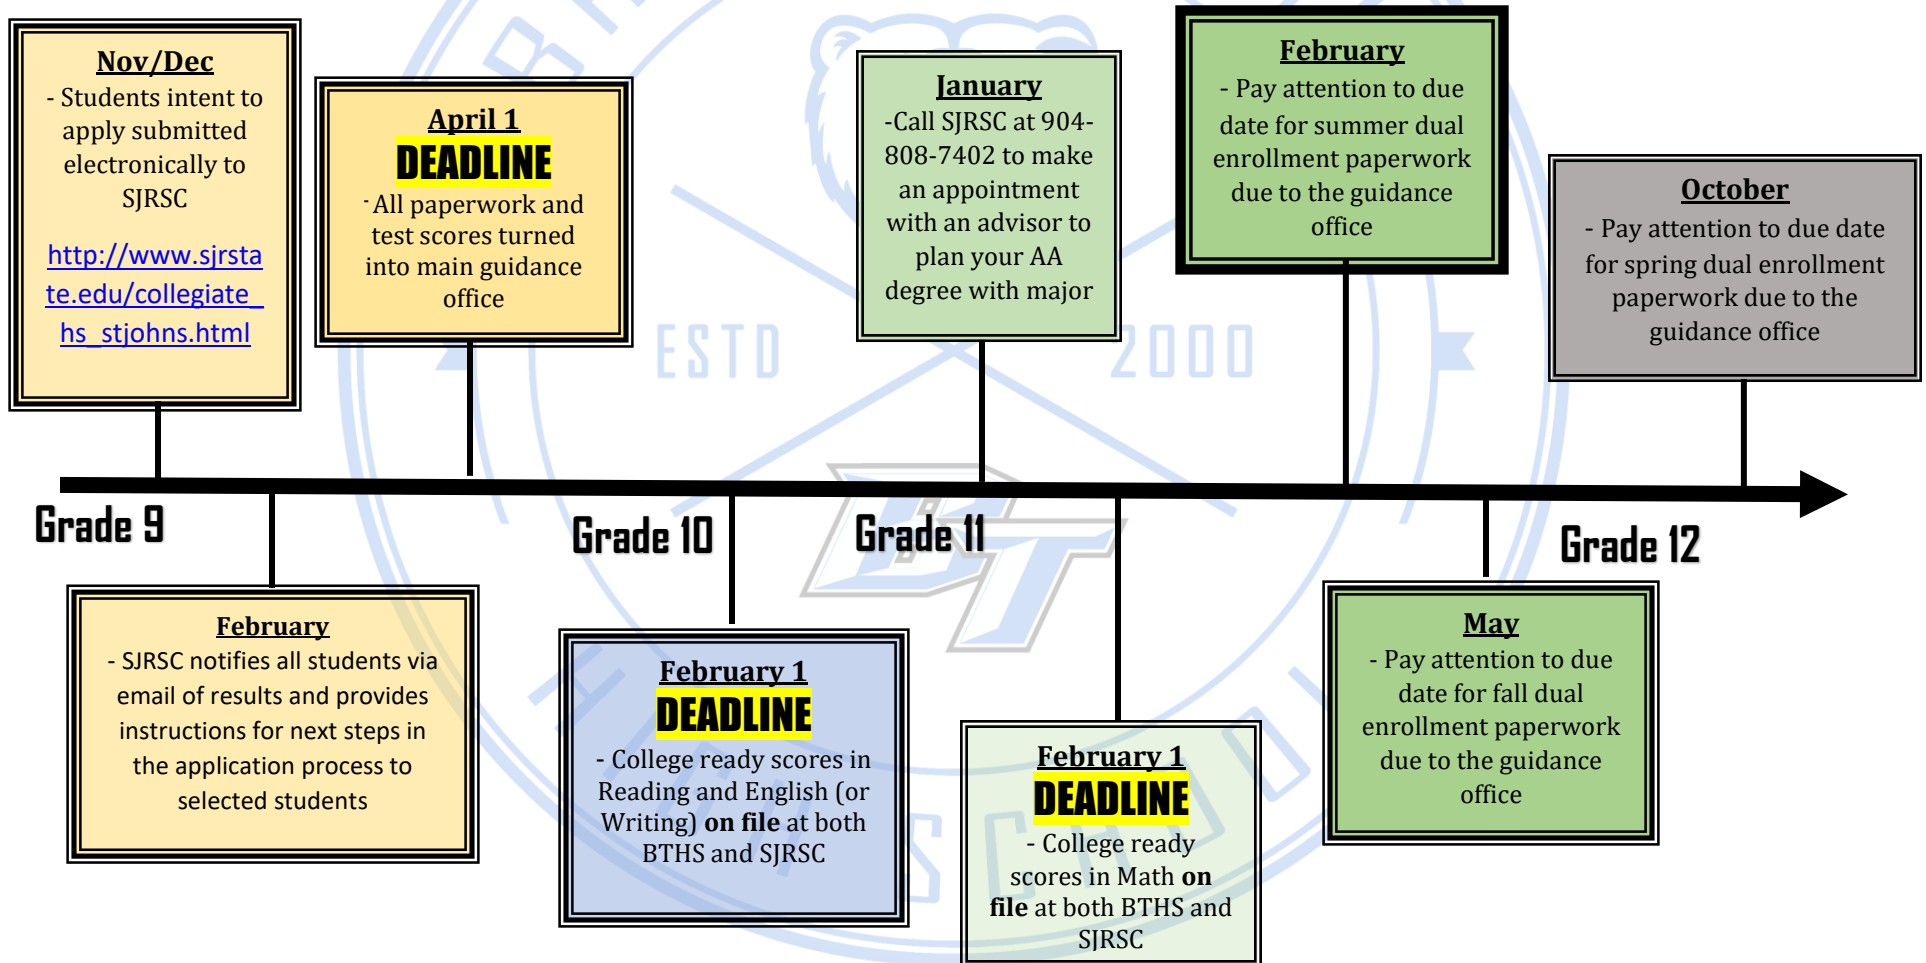 Nov/Dec
- Students intent to
apply submitted
electronically to
SJRSC
http://www.sjrsta
te.edu/collegiate_
hs_stjohns.html
April 1
DEADLINE
- All paperwork and
test scores turned
into main guidance
office
January
-Call SJRSC at 904-
808-7402 to make
an appointment
with an advisor to
plan your AA
degree with major
February
- Pay attention to due
date for summer dual
enrollment paperwork
due to the guidance
office
October
- Pay attention to due date
for spring dual enrollment
paperwork due to the
guidance office
ESTD
2000
Grade 9
Grade 10
Grade 11
Grade 12
BT
February
- SJRSC notifies all students via
email of results and provides
instructions for next steps in
the application process to
selected students
February 1
DEADLINE
- College ready scores in
Reading and English (or
Writing) on file at both
BTHS and SJRSC
February 1
DEADLINE
- College ready
scores in Math on
file at both BTHS and
SJRSC
May
- Pay attention to due
date for fall dual
enrollment paperwork
due to the guidance
office